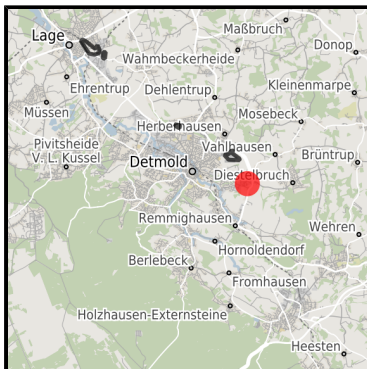 Lage
Maßbruch
Donop
Wahmbeckerheide
Ehrentrup
Dehlentrup
Kleinenmarpe
Müssen
Mosebeck
Herberhausen
Pivitsheide
V. L. Kussel
Vahlhausen
Brüntrup
Detmold
Diestelbruch
Remmighausen
Wehren
Hornoldendorf
Berlebeck
Fromhausen
Holzhausen-Externsteine
Heesten